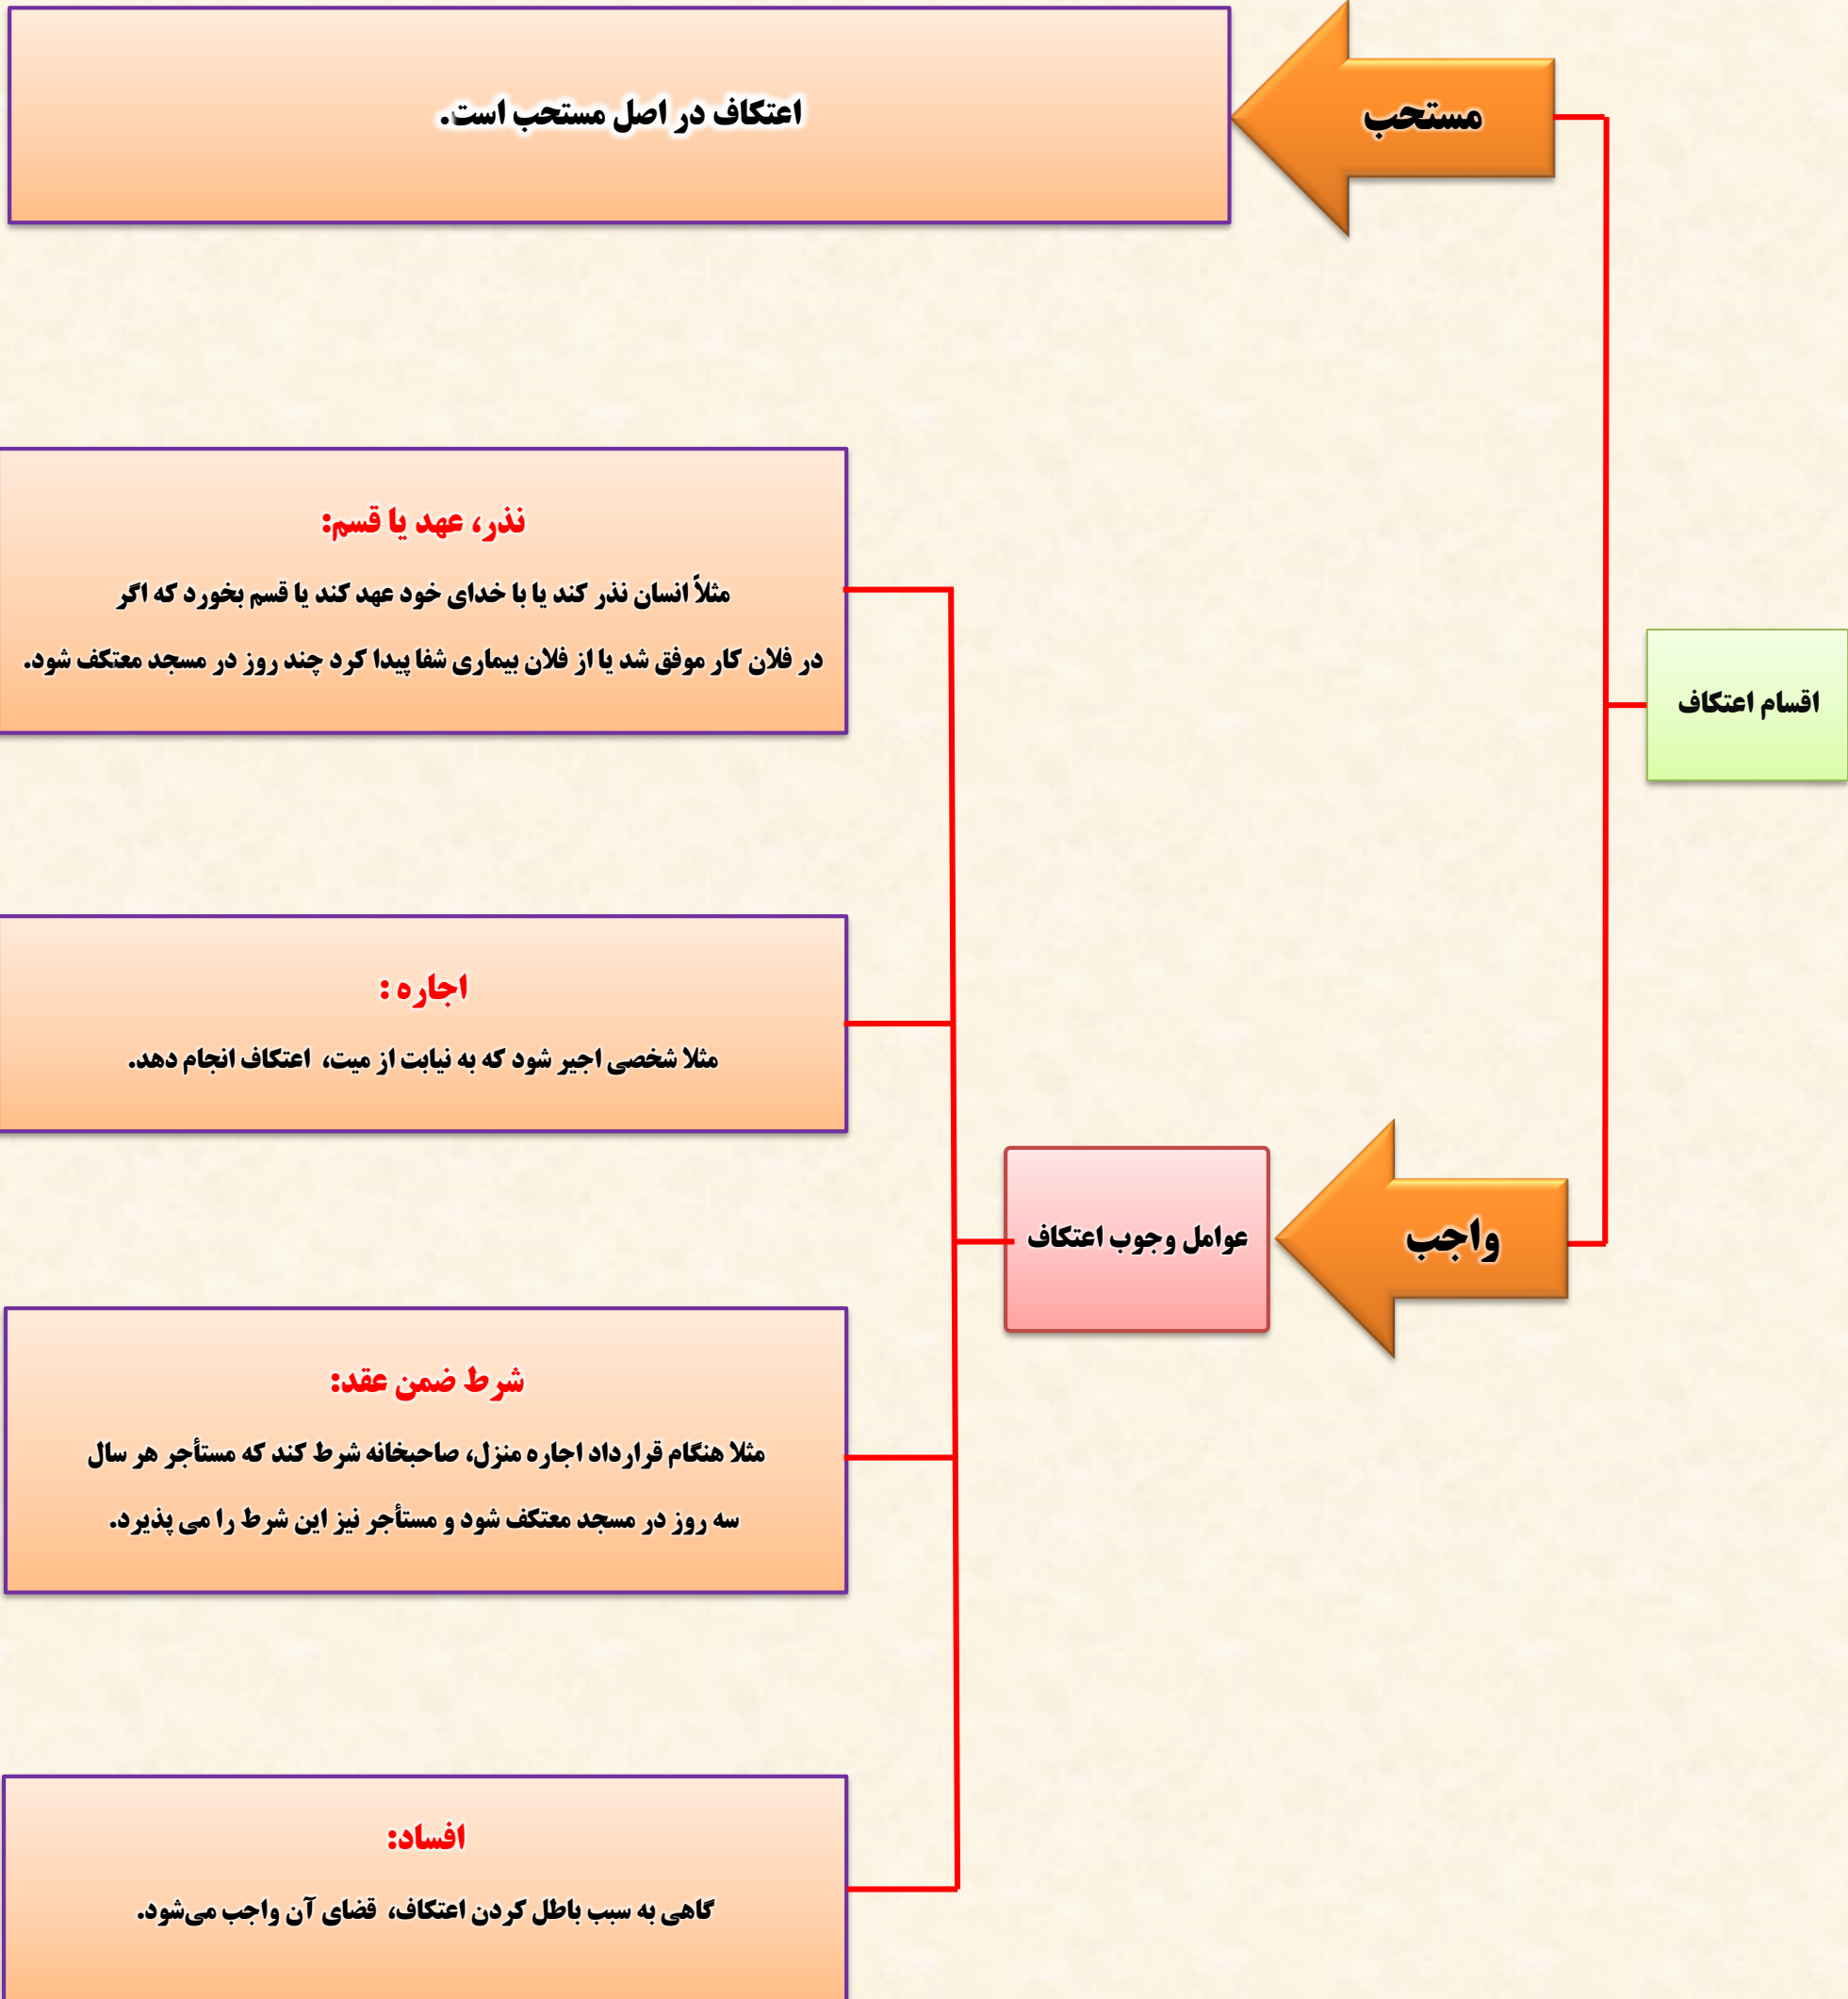 اقسام اعتکاف
مستحب
اعتکاف در اصل مستحب است.
واجب
عوامل وجوب اعتکاف
نذر، عهد یا قسم:
مثلاً انسان نذر کند یا با خدای خود عهد کند یا قسم بخورد که اگر
در فلان کار موفق شد یا از فلان بیماری شفا پیدا کرد چند روز در مسجد معتکف شود.
اجاره :
مثلا شخصی اجیر شود که به نیابت از میت، اعتکاف انجام دهد.
شرط ضمن عقد:
مثلا هنگام قرارداد اجاره منزل، صاحبخانه شرط کند که مستأجر هر سال
سه روز در مسجد معتکف شود و مستأجر نیز این شرط را می پذیرد.
افساد:
گاهی به سبب باطل کردن اعتکاف، قضای آن واجب می‌شود.